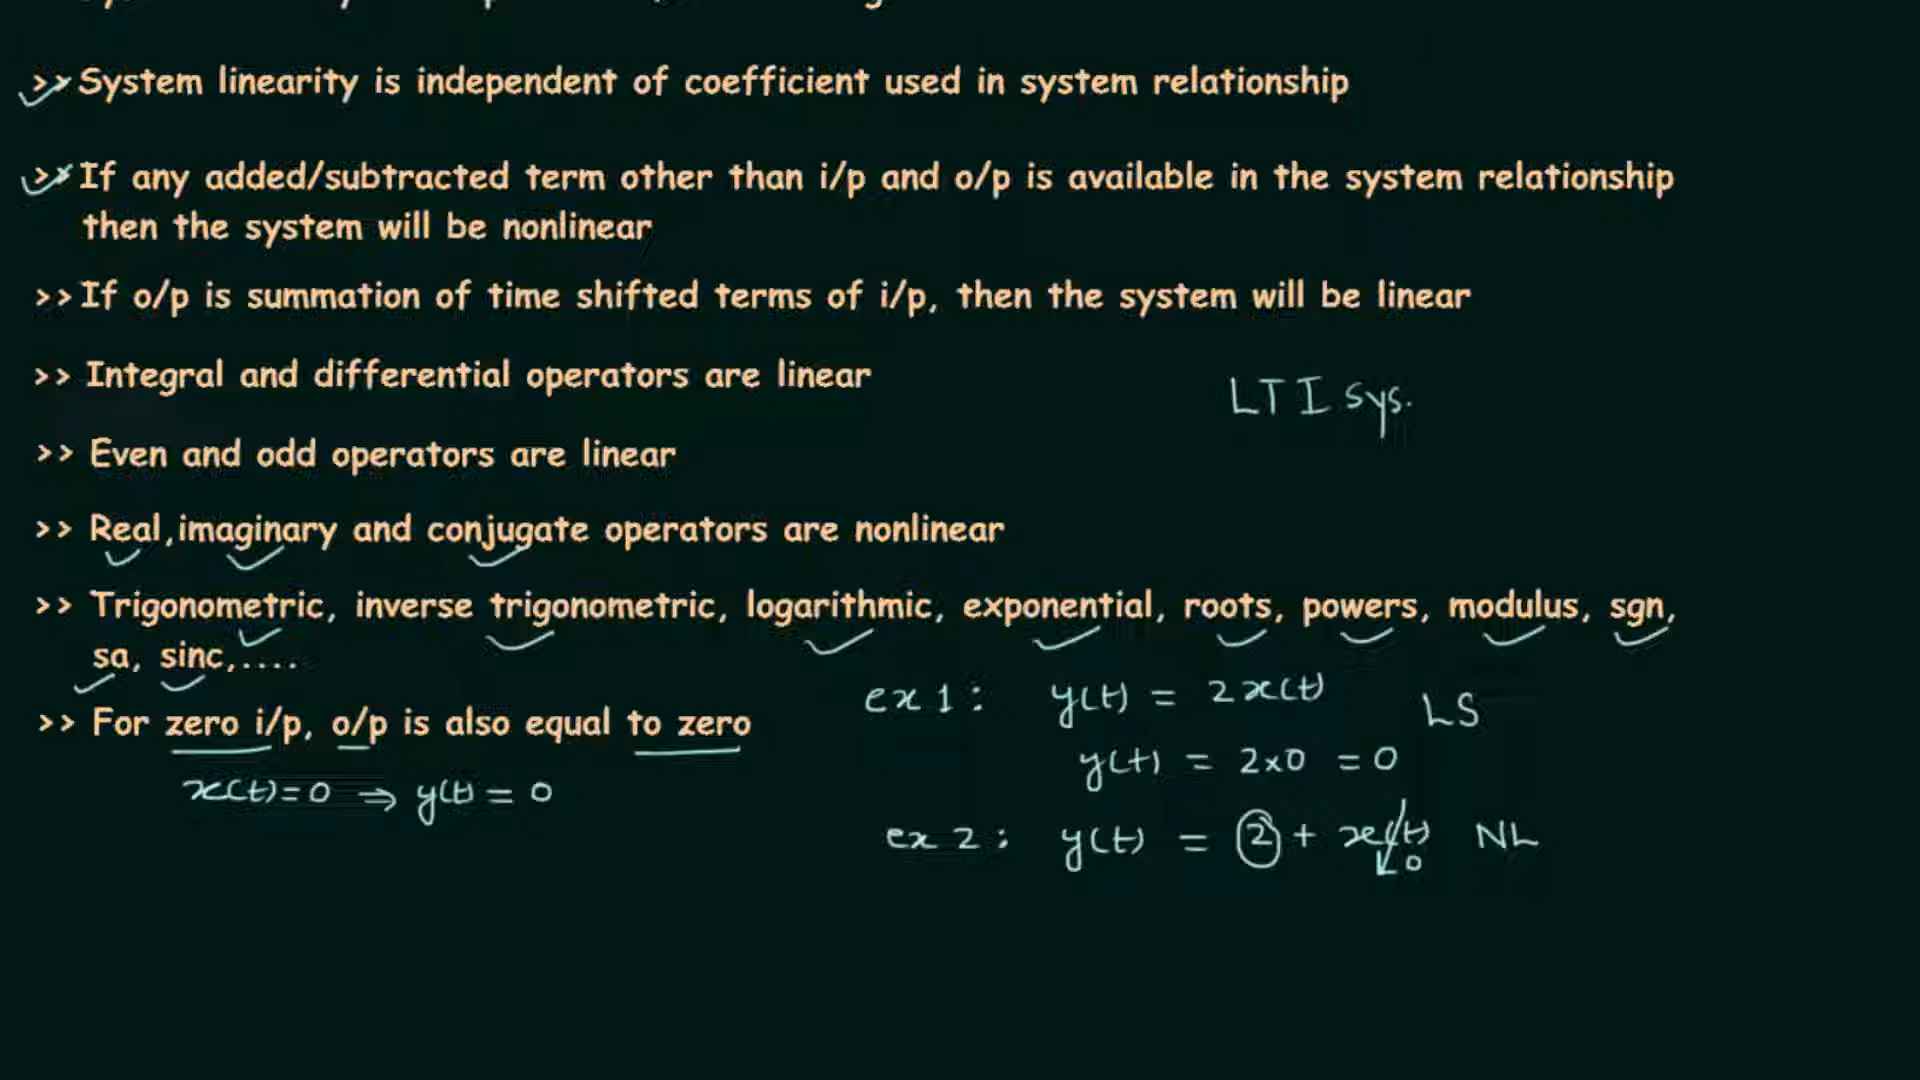 >> System linearity is independent of coefficient used in system relationship
>> If any added/subtracted term other than i/p and o/p is available in the system relationship
then the system will be nonlinear
>> If o/p is summation of time shifted terms of i/p, then the system will be linear
>> Integral and differential operators are linear
LTI sys.
>> Even and odd operators are linear
>> Real, imaginary and conjugate operators are nonlinear
>> Trigonometric, inverse trigonometric, logarithmic, exponential, roots, powers, modulus, sgn,
sa, sinc,....
ex 1 : y(t) = 2x(t) LS
>> For zero i/p, o/p is also equal to zero
y(t) = 2x0 = 0
x(t)=0 ⇒ y(t) = 0
ex 2 : y(t) = 2 + x(t) NL
0